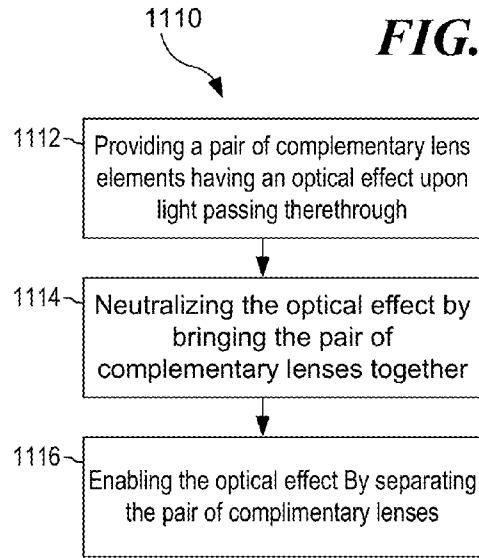 1110
FIG.
1112
Providing a pair of complementary lens
elements having an optical effect upon
light passing therethrough
1114
Neutralizing the optical effect by
bringing the pair of
complementary lenses together
1116
Enabling the optical effect By separating
the pair of complimentary lenses